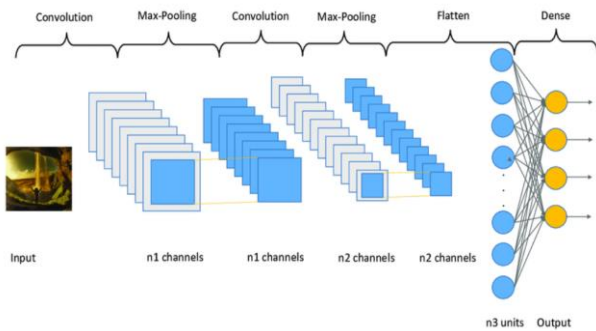 Convolution Max-Pooling Convolution Max-Pooling Flatten Dense
Input n1 channels n1 channels n2 channels n2 channels
n3 units Output